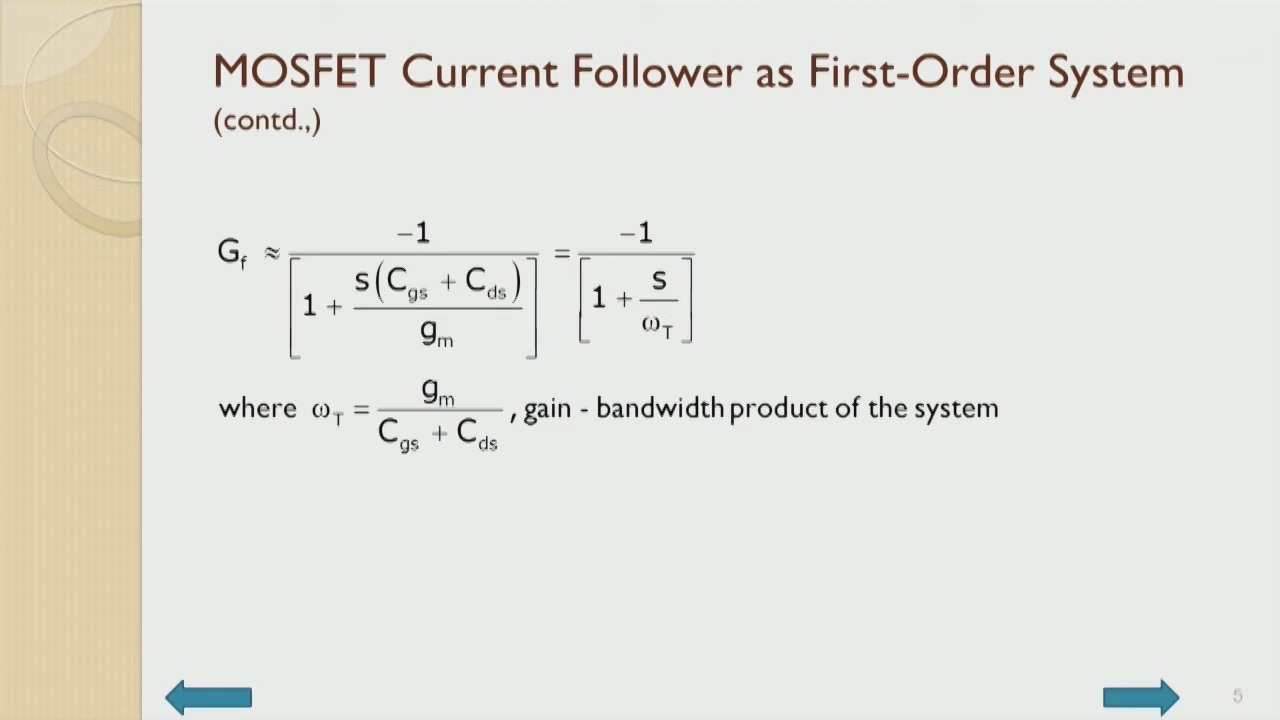 MOSFET Current Follower as First-Order System
(contd.,)
G_f ≈ −1 / [1 + s(C_gs + C_ds) / g_m] = −1 / [1 + s / ω_T]
where ω_T = g_m / (C_gs + C_ds) , gain - bandwidth product of the system
5